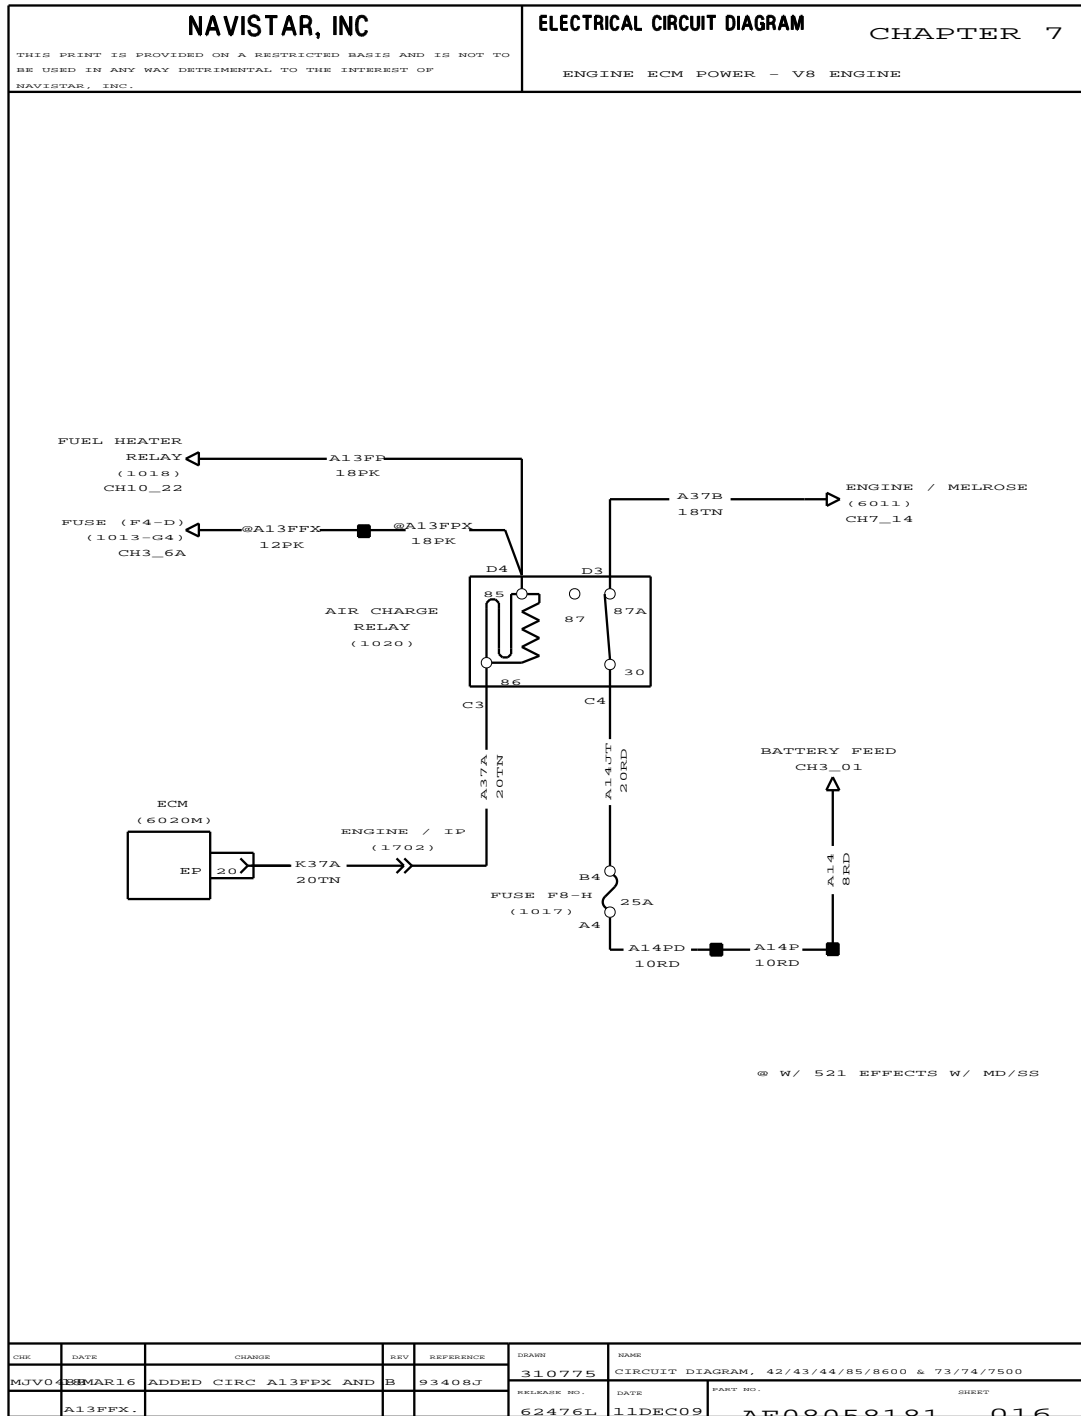 NAVISTAR, INC
THIS PRINT IS PROVIDED ON A RESTRICTED BASIS AND IS NOT TO
BE USED IN ANY WAY DETRIMENTAL TO THE INTEREST OF
NAVISTAR, INC.
ELECTRICAL CIRCUIT DIAGRAM
CHAPTER 7
ENGINE ECM POWER - V8 ENGINE
FUEL HEATER
RELAY
(1018)
CH10_22
A13FP
18PK
FUSE (F4-D)
(1013-G4)
CH3_6A
@A13FFX
12PK
@A13FPX
18PK
A37B
18TN
ENGINE / MELROSE
(6011)
CH7_14
D4
D3
AIR CHARGE
RELAY
(1020)
85
87
87A
86
30
C3
C4
A37A
20TN
A14JT
20RD
BATTERY FEED
CH3_01
ECM
(6020M)
EP
20
K37A
20TN
ENGINE / IP
(1702)
B4
FUSE F8-H
(1017)
25A
A4
A14
8RD
A14PD
10RD
A14P
10RD
@ W/ 521 EFFECTS W/ MD/SS
CHK
DATE
CHANGE
REV
REFERENCE
DRAWN
NAME
MAR16
ADDED CIRC A13FPX AND
B
93408J
310775
CIRCUIT DIAGRAM, 42/43/44/85/8600 & 73/74/7500
A13FFX.
RELEASE NO.
DATE
PART NO.
SHEET
62476L
11DEC09
AE08058181
016